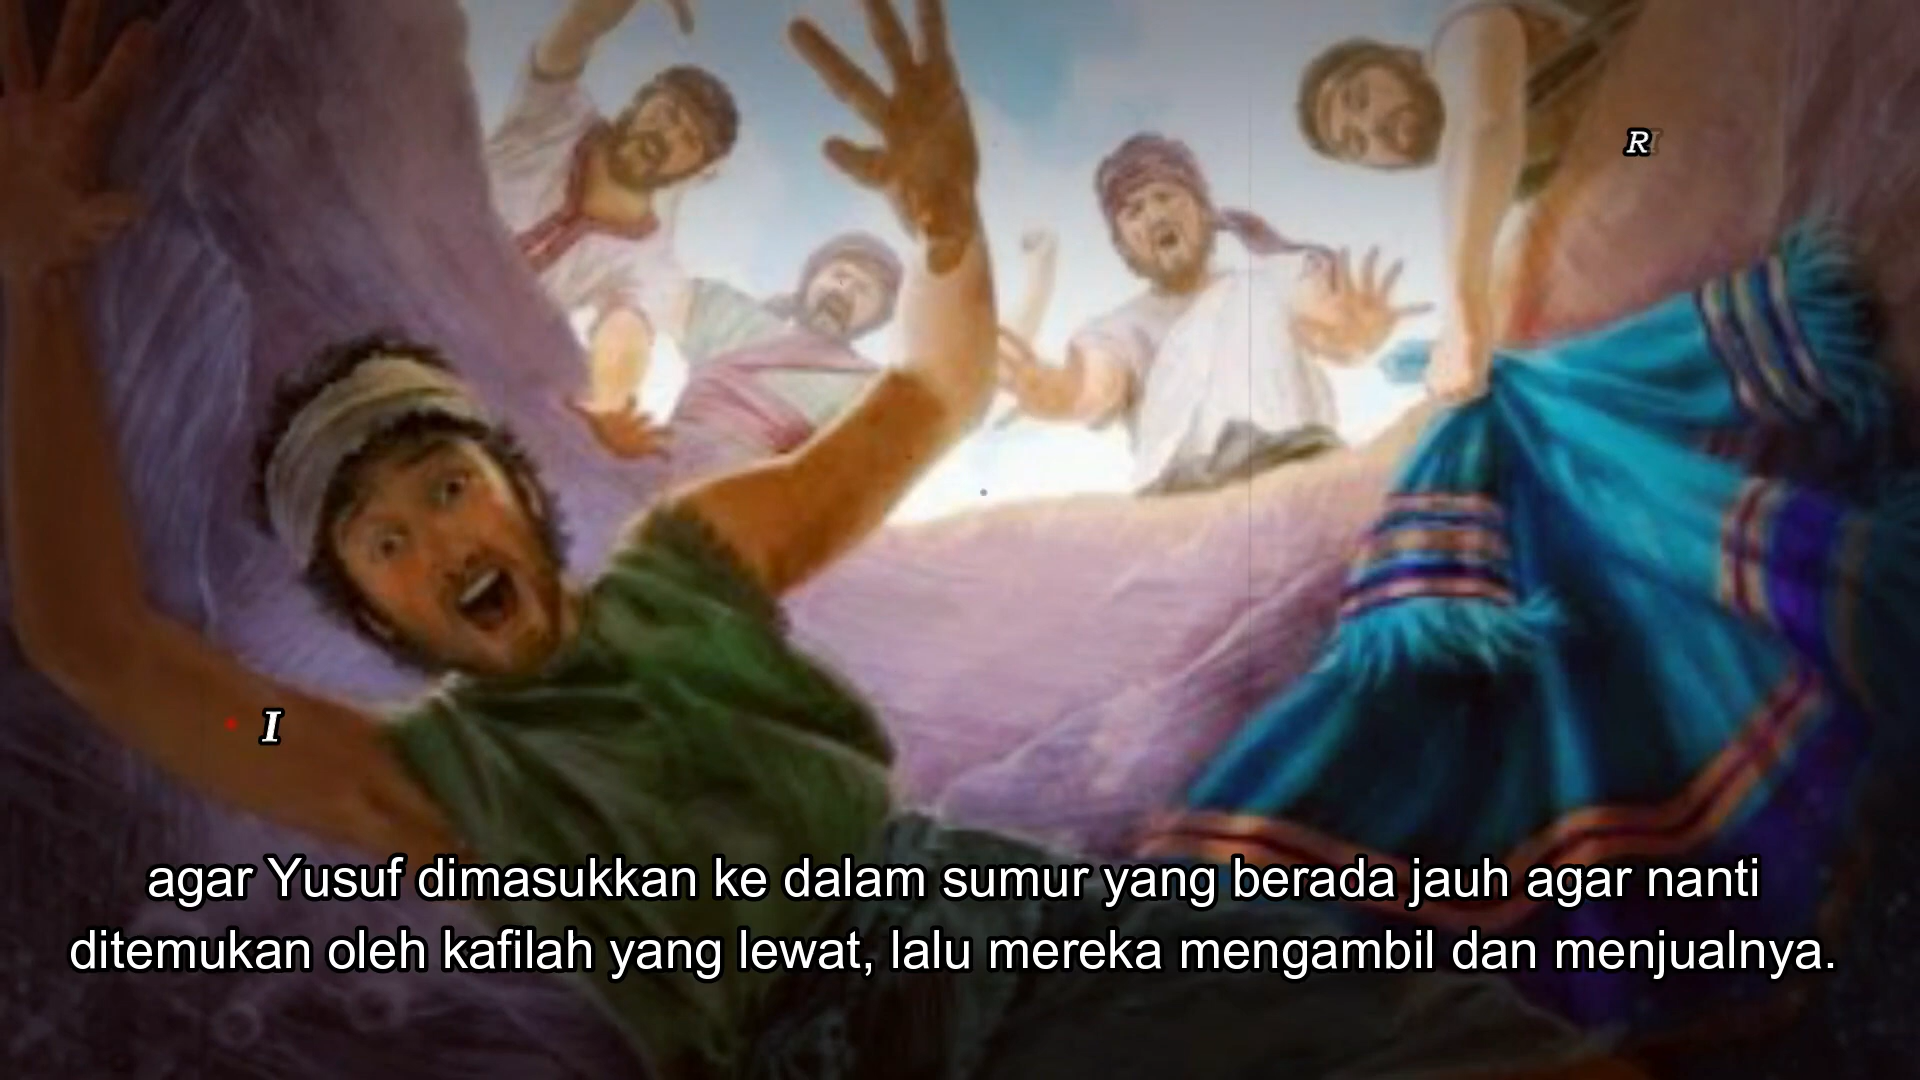 R
I
agar Yusuf dimasukkan ke dalam sumur yang berada jauh agar nanti
ditemukan oleh kafilah yang lewat, lalu mereka mengambil dan menjualnya.